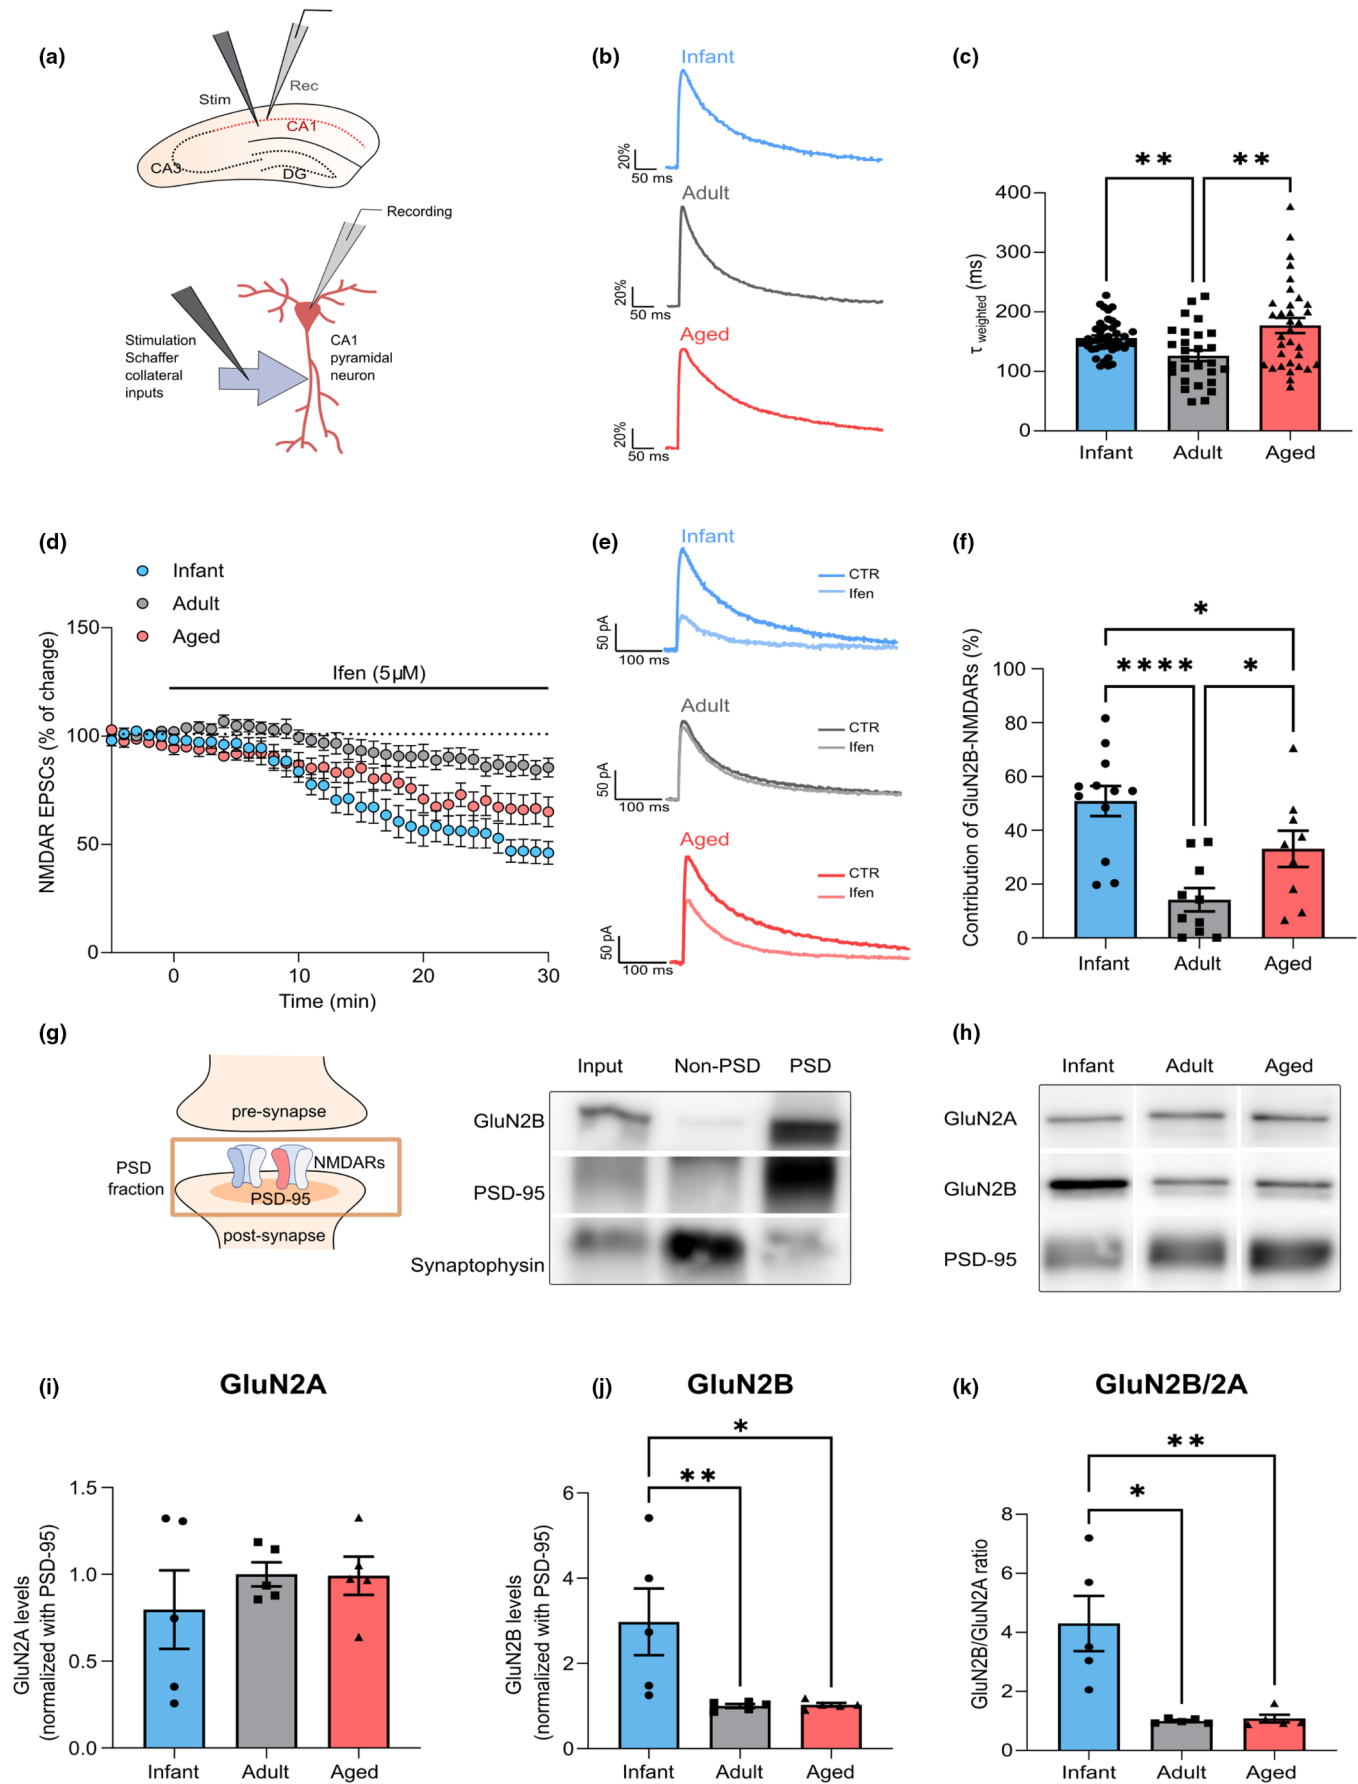 (a)
Rec
Stim
CA1
CA3
DG
Recording
Stimulation
Schaffer
collateral
inputs
CA1
pyramidal
neuron
(b)
Infant
20%
50 ms
Adult
20%
50 ms
Aged
20%
50 ms
(c)
** **
400
300
200
100
0
τ weighted (ms)
Infant Adult Aged
(d)
Infant
Adult
Aged
150
100
50
0
NMDAR EPSCs (% of change)
Ifen (5µM)
0 10 20 30
Time (min)
(e)
Infant
CTR
Ifen
50 pA
100 ms
Adult
CTR
Ifen
50 pA
100 ms
Aged
CTR
Ifen
50 pA
100 ms
(f)
*
**** *
100
80
60
40
20
0
Contribution of GluN2B-NMDARs (%)
Infant Adult Aged
(g)
pre-synapse
PSD
fraction
NMDARs
PSD-95
post-synapse
Input Non-PSD PSD
GluN2B
PSD-95
Synaptophysin
(h)
Infant Adult Aged
GluN2A
GluN2B
PSD-95
(i)
GluN2A
1.5
1.0
0.5
0.0
GluN2A levels
(normalized with PSD-95)
Infant Adult Aged
(j)
GluN2B
*
**
6
4
2
0
GluN2B levels
(normalized with PSD-95)
Infant Adult Aged
(k)
GluN2B/2A
**
*
8
6
4
2
0
GluN2B/GluN2A ratio
Infant Adult Aged